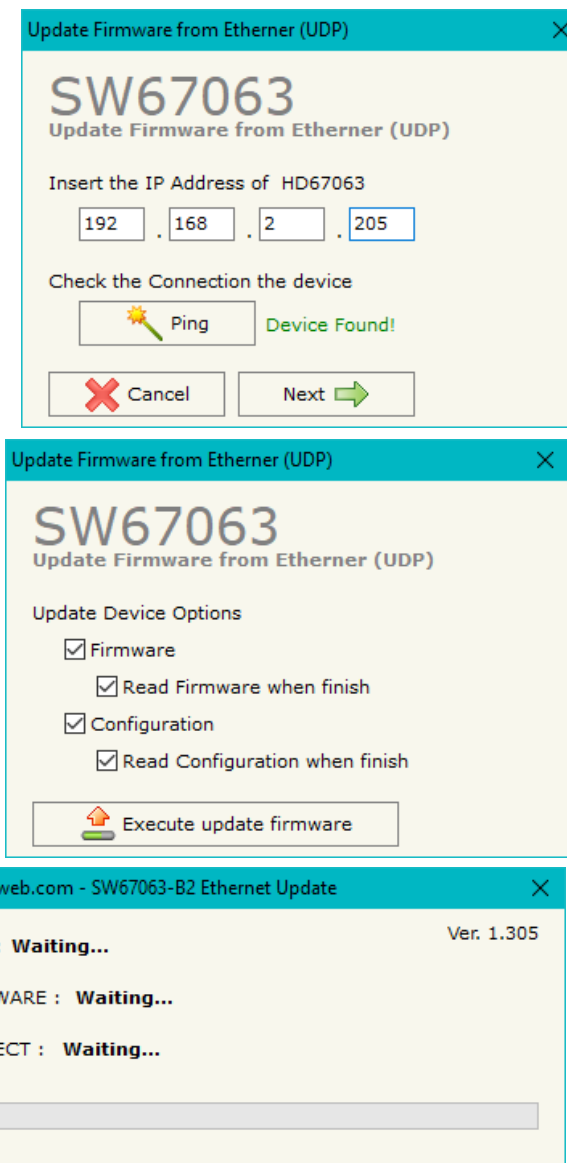 Update Firmware from Etherner (UDP)
SW67063
Update Firmware from Etherner (UDP)
Insert the IP Address of HD67063
192 . 168 . 2 . 205
Check the Connection the device
Ping Device Found!
Cancel Next
Update Firmware from Etherner (UDP)
SW67063
Update Firmware from Etherner (UDP)
Update Device Options
Firmware
Read Firmware when finish
Configuration
Read Configuration when finish
Execute update firmware
web.com - SW67063-B2 Ethernet Update
Ver. 1.305
: Waiting...
WARE : Waiting...
ECT : Waiting...